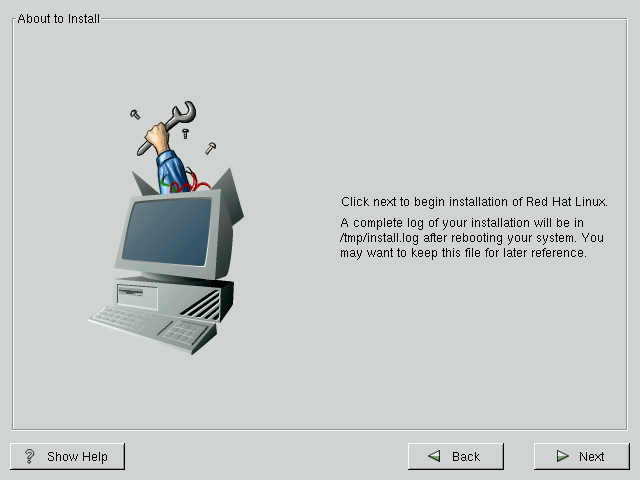 About to Install
Click next to begin installation of Red Hat Linux.
A complete log of your installation will be in
/tmp/install.log after rebooting your system. You
may want to keep this file for later reference.
? Show Help
Back
Next